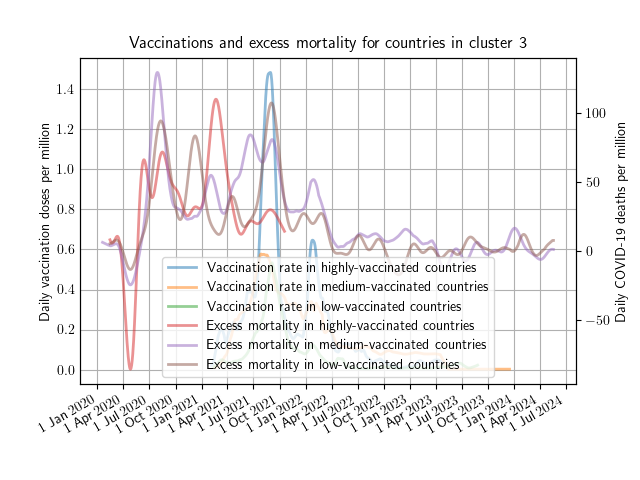 Vaccinations and excess mortality for countries in cluster 3
Daily vaccination doses per million
1.4
1.2
1.0
0.8
0.6
0.4
0.2
0.0
100
50
0
−50
Daily COVID-19 deaths per million
Vaccination rate in highly-vaccinated countries
Vaccination rate in medium-vaccinated countries
Vaccination rate in low-vaccinated countries
Excess mortality in highly-vaccinated countries
Excess mortality in medium-vaccinated countries
Excess mortality in low-vaccinated countries
1 Jan 2020
1 Apr 2020
1 Jul 2020
1 Oct 2020
1 Jan 2021
1 Apr 2021
1 Jul 2021
1 Oct 2021
1 Jan 2022
1 Apr 2022
1 Jul 2022
1 Oct 2022
1 Jan 2023
1 Apr 2023
1 Jul 2023
1 Oct 2023
1 Jan 2024
1 Apr 2024
1 Jul 2024